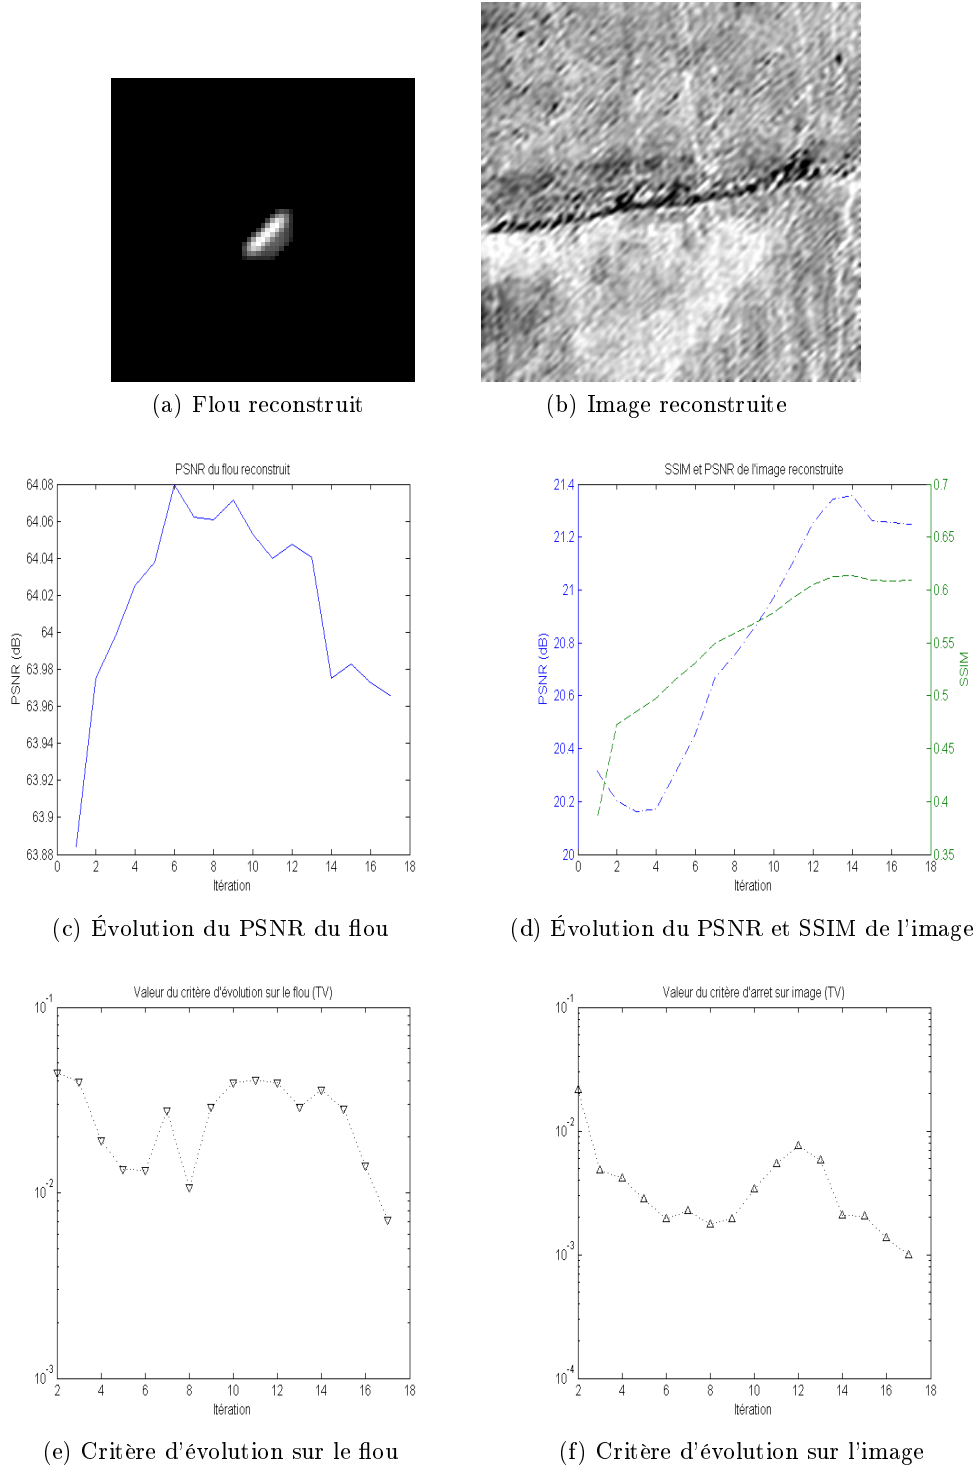 (a) Flou reconstruit
(b) Image reconstruite
PSNR du flou reconstruit
64.08
64.06
64.04
64.02
64
63.98
63.96
63.94
63.92
63.9
63.88
PSNR (dB)
0 2 4 6 8 10 12 14 16 18
Itération
SSIM et PSNR de l'image reconstruite
21.4
21.2
21
20.8
20.6
20.4
20.2
20
PSNR (dB)
0.7
0.65
0.6
0.55
0.5
0.45
0.4
0.35
SSIM
0 2 4 6 8 10 12 14 16 18
Itération
(c) Évolution du PSNR du flou
(d) Évolution du PSNR et SSIM de l'image
Valeur du critère d'évolution sur le flou (TV)
10^-1
10^-2
10^-3
2 4 6 8 10 12 14 16 18
Itération
Valeur du critère d'arret sur image (TV)
10^-1
10^-2
10^-3
10^-4
2 4 6 8 10 12 14 16 18
Itération
(e) Critère d'évolution sur le flou
(f) Critère d'évolution sur l'image